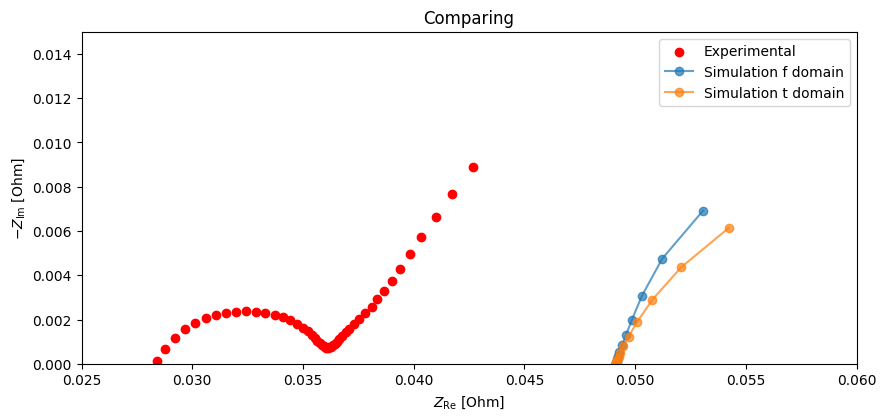 Comparing
Experimental
Simulation f domain
Simulation t domain
0.014
0.012
0.010
0.008
0.006
0.004
0.002
0.000
−Z_Im [Ohm]
0.025 0.030 0.035 0.040 0.045 0.050 0.055 0.060
Z_Re [Ohm]